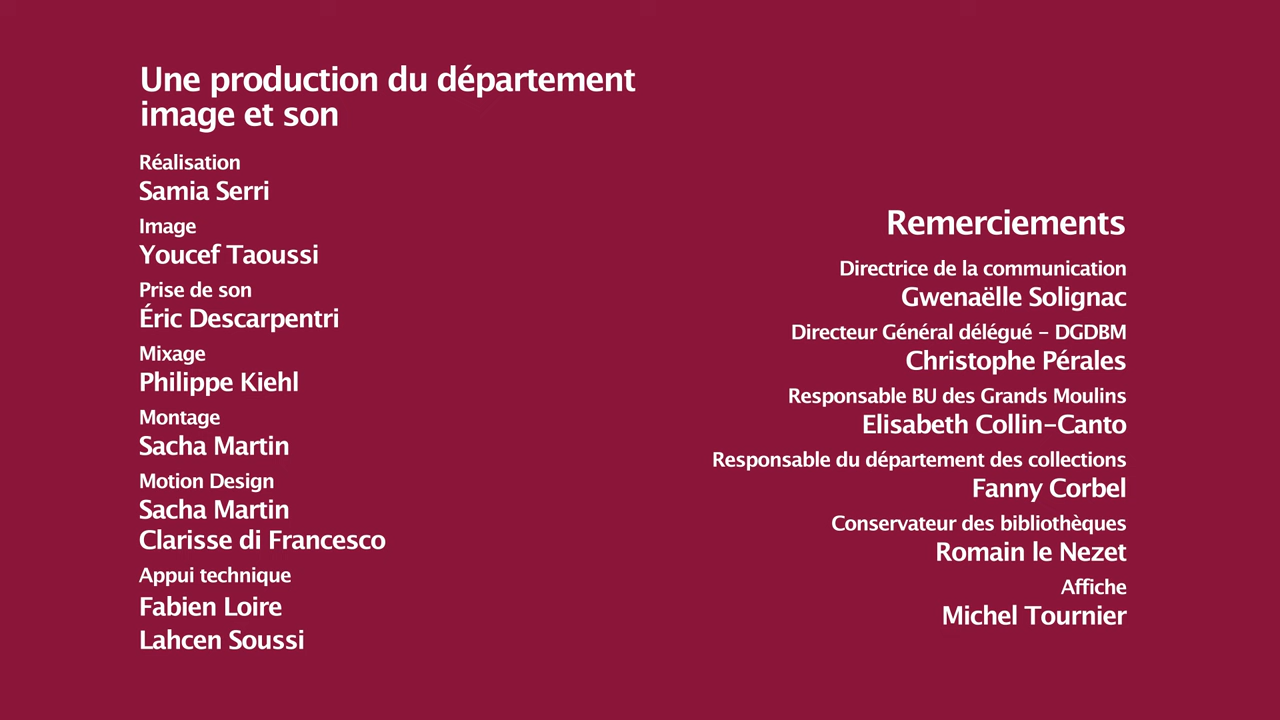 Une production du département
image et son
Réalisation
Samia Serri
Image
Youcef Taoussi
Prise de son
Éric Descarpentri
Mixage
Philippe Kiehl
Montage
Sacha Martin
Motion Design
Sacha Martin
Clarisse di Francesco
Appui technique
Fabien Loire
Lahcen Soussi
Remerciements
Directrice de la communication
Gwenaëlle Solignac
Directeur Général délégué – DGDBM
Christophe Pérales
Responsable BU des Grands Moulins
Elisabeth Collin–Canto
Responsable du département des collections
Fanny Corbel
Conservateur des bibliothèques
Romain le Nezet
Affiche
Michel Tournier